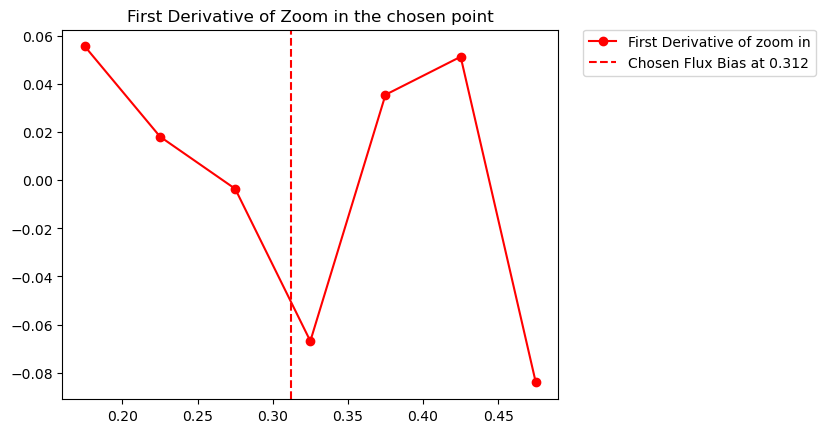 First Derivative of Zoom in the chosen point
First Derivative of zoom in
Chosen Flux Bias at 0.312
0.06
0.04
0.02
0.00
−0.02
−0.04
−0.06
−0.08
0.20 0.25 0.30 0.35 0.40 0.45